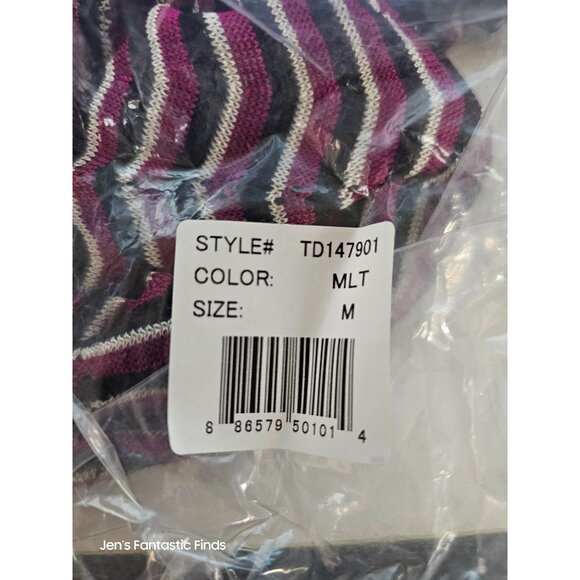 STYLE# TD147901
COLOR: MLT
SIZE: M
8 86579 50101 4
Jen's Fantastic Finds